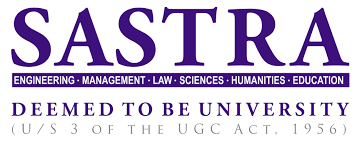 SASTRA
ENGINEERING · MANAGEMENT · LAW · SCIENCES · HUMANITIES · EDUCATION
DEEMED TO BE UNIVERSITY
(U/S 3 OF THE UGC ACT, 1956)